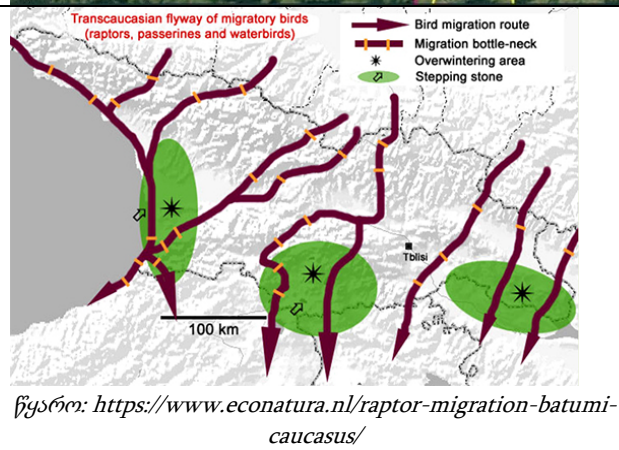 Transcaucasian flyway of migratory birds
(raptors, passerines and waterbirds)
Bird migration route
Migration bottle-neck
Overwintering area
Stepping stone
Tblisi
100 km
წყარო: https://www.econatura.nl/raptor-migration-batumi-
caucasus/